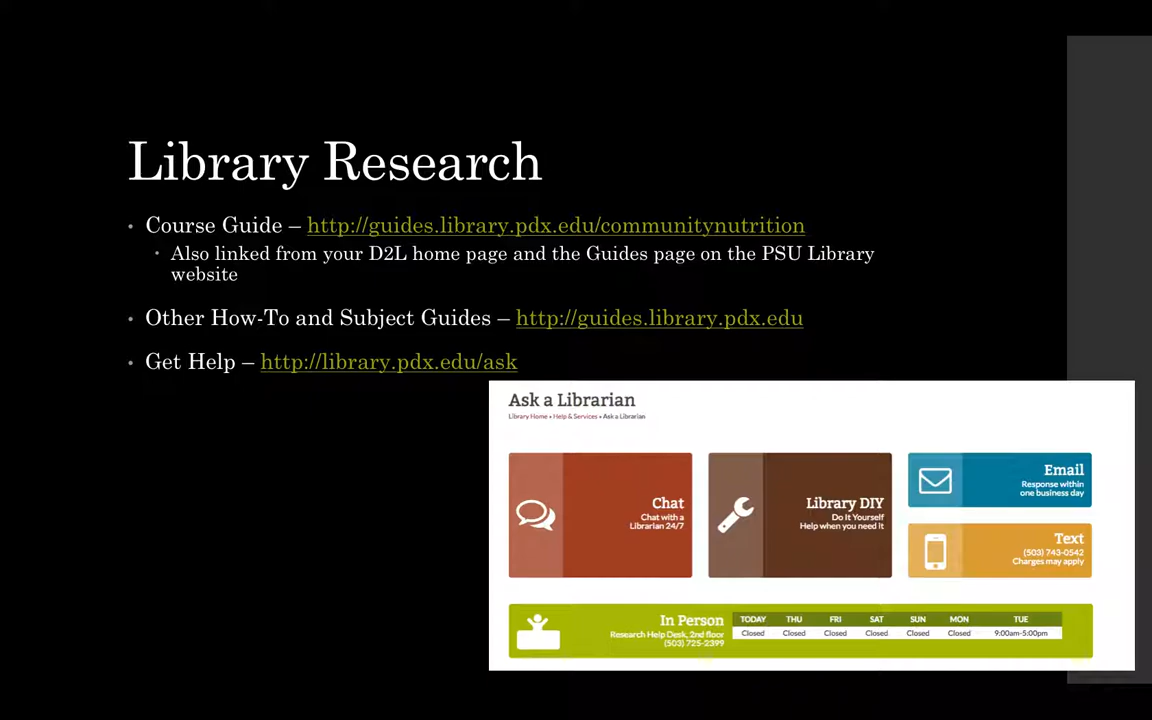 Library Research
• Course Guide – http://guides.library.pdx.edu/communitynutrition
• Also linked from your D2L home page and the Guides page on the PSU Library
website
• Other How-To and Subject Guides – http://guides.library.pdx.edu
• Get Help – http://library.pdx.edu/ask
Ask a Librarian
Library Home • Help & Services • Ask a Librarian
Chat
Chat with a
Librarian 24/7
Library DIY
Do It Yourself
Help when you need it
Email
Response within
one business day
Text
(503) 743-0542
Charges may apply
In Person
Research Help Desk, 2nd floor
(503) 725-2399
TODAY THU FRI SAT SUN MON TUE
Closed Closed Closed Closed Closed Closed 9:00am-5:00pm